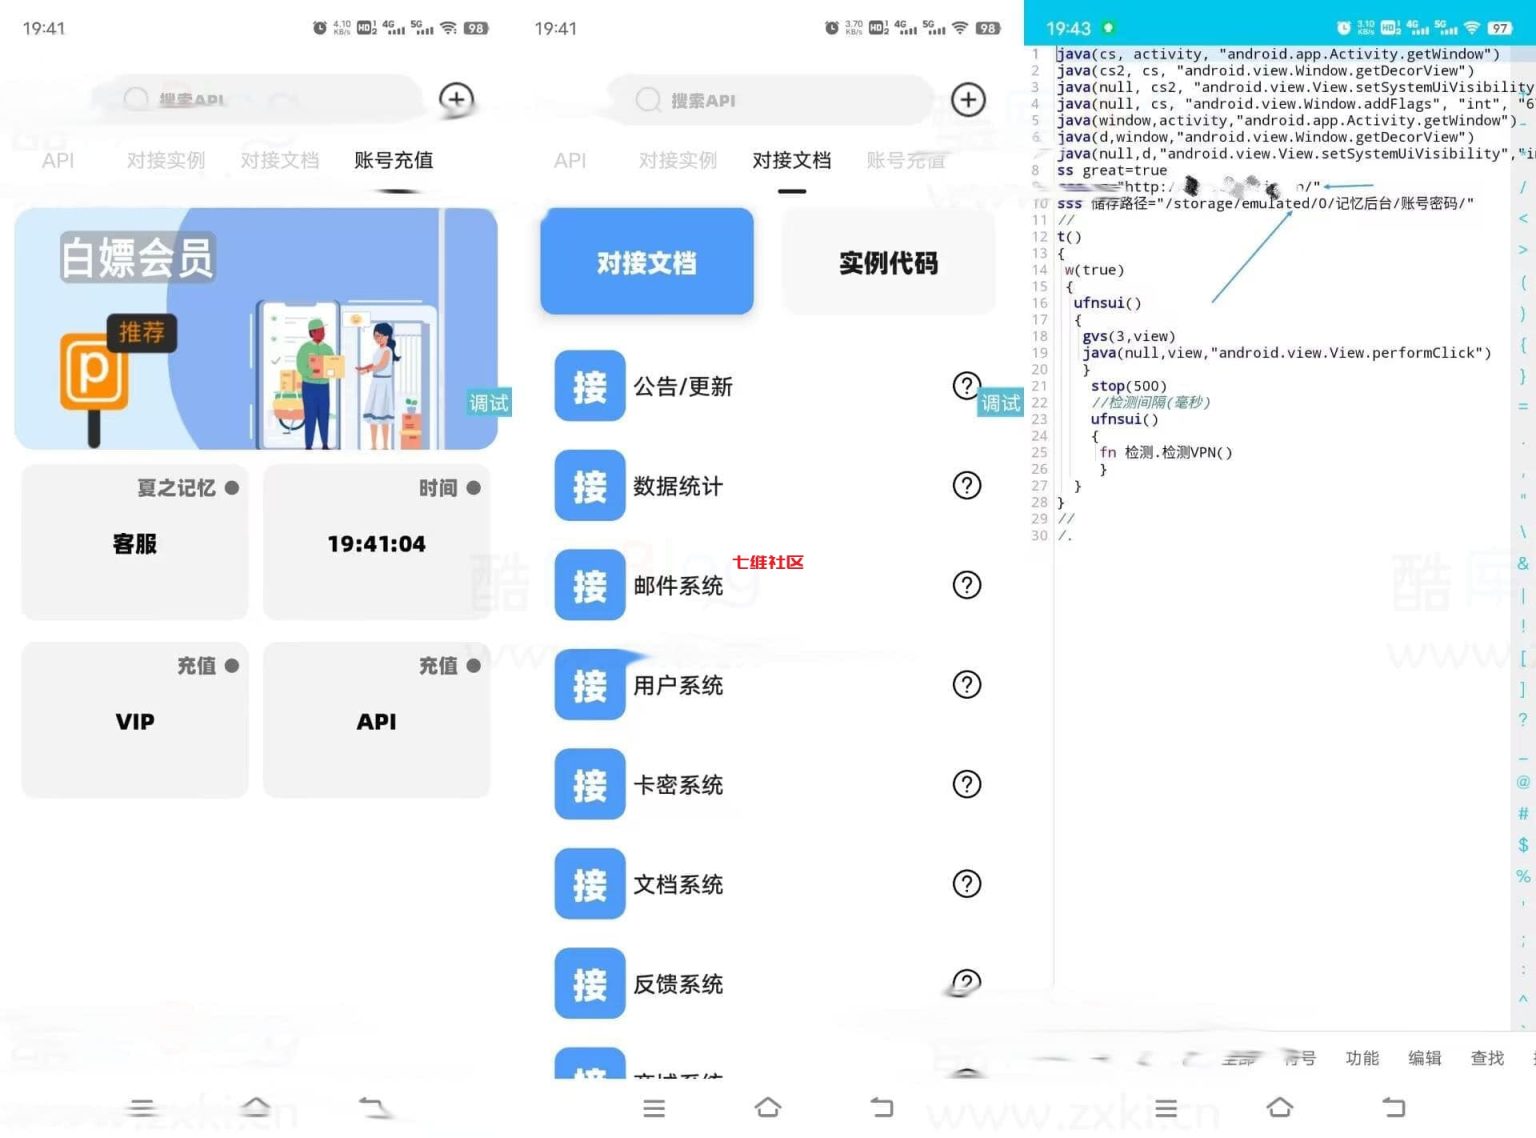 19:41
4.10
KB/s
HD 1 2
4G
5G
98
搜索API
API
对接实例
对接文档
账号充值
白嫖会员
推荐
P
调试
夏之记忆
客服
时间
19:41:04
充值
VIP
充值
API
19:41
3.70
KB/s
HD 1 2
4G
5G
98
搜索API
API
对接实例
对接文档
账号充值
对接文档
实例代码
接
公告/更新
?
调试
接
数据统计
?
七维社区
接
邮件系统
?
接
用户系统
?
接
卡密系统
?
接
文档系统
?
接
反馈系统
?
19:43
3.10
KB/s
HD 1 2
4G
5G
97
1 java(cs, activity, "android.app.Activity.getWindow")
2 java(cs2, cs, "android.view.Window.getDecorView")
3 java(null, cs2, "android.view.View.setSystemUiVisibility
4 java(null, cs, "android.view.Window.addFlags", "int", "6
5 java(window,activity,"android.app.Activity.getWindow")
6 java(d,window,"android.view.Window.getDecorView")
java(null,d,"android.view.View.setSystemUiVisibility","i
8 ss great=true
"http:/ /"
10 sss 储存路径="/storage/emulated/0/记忆后台/账号密码/"
11 //
12 t()
13 {
14 w(true)
15 {
16 ufnsui()
17 {
18 gvs(3,view)
19 java(null,view,"android.view.View.performClick")
20 }
21 stop(500)
22 //检测间隔(毫秒)
23 ufnsui()
24 {
25 fn 检测.检测VPN()
26 }
27 }
28 }
29 //
30 /.
/
<
>
(
)
{
}
=
.
,
"
\
&
|
!
[
]
?
_
@
#
$
%
'
;
:
^
功能
编辑
查找
酷库
www.zxki.cn